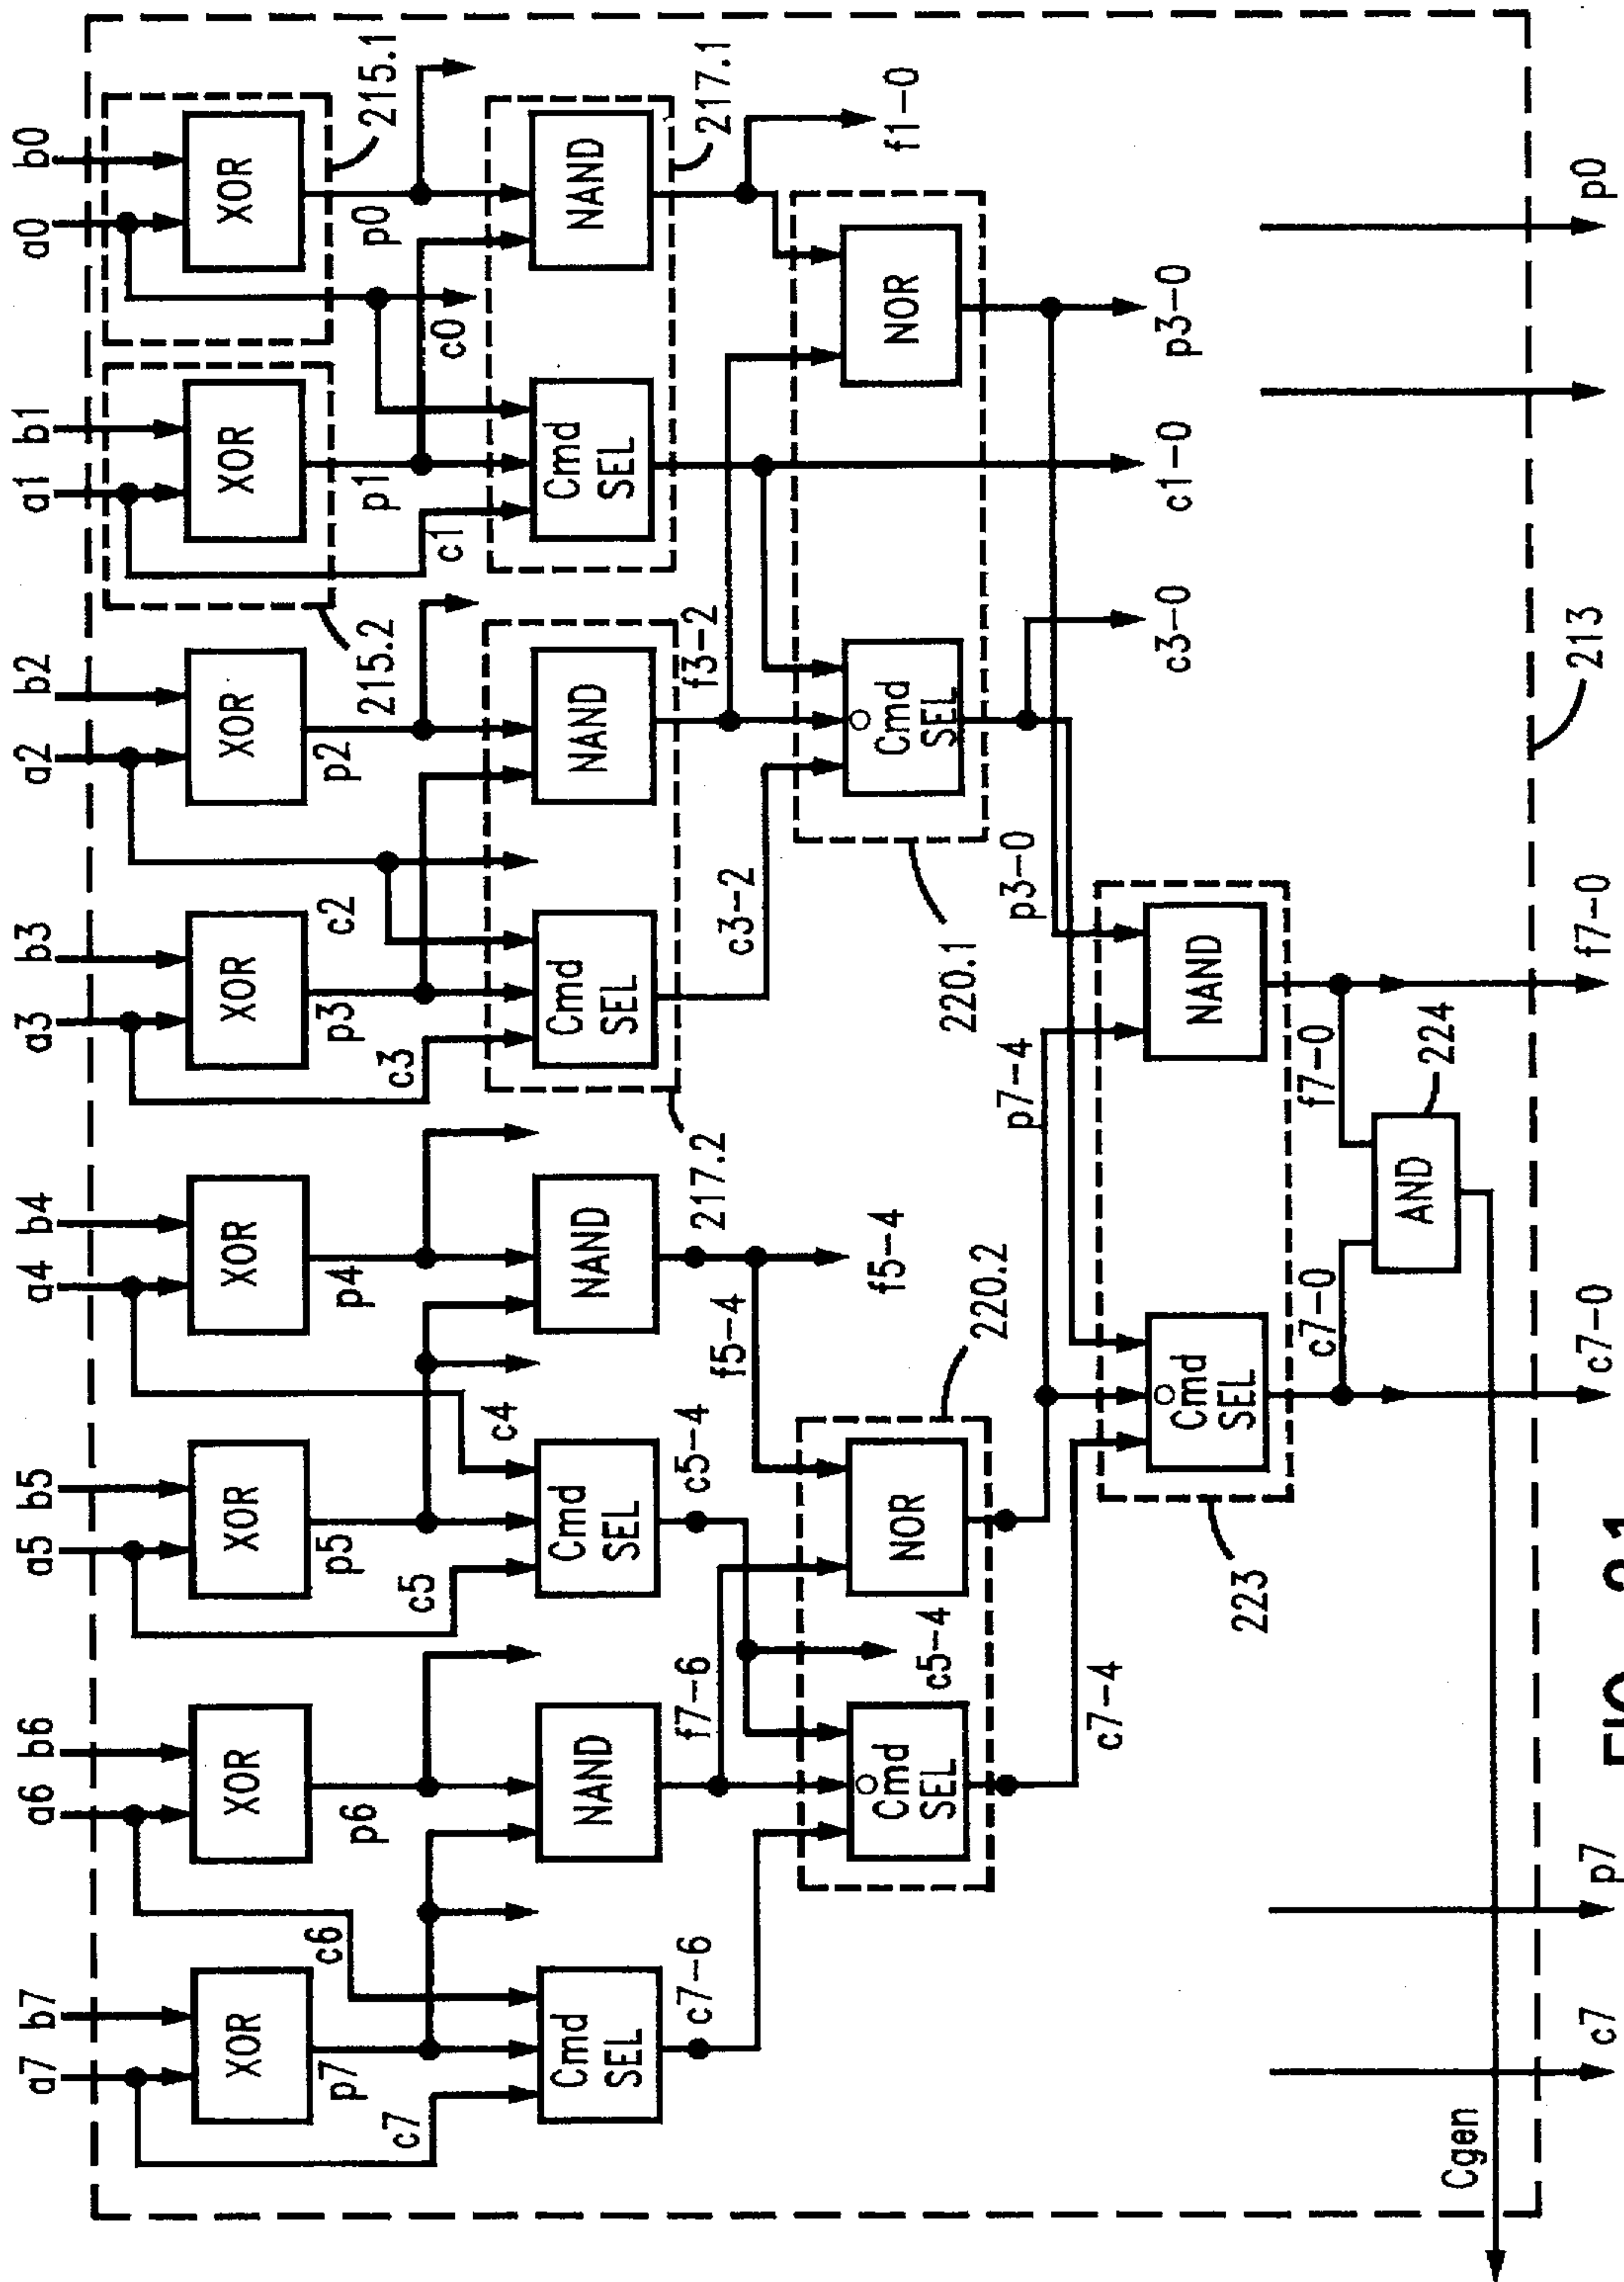 a7 b7 a6 b6 a5 b5 a4 b4 a3 b3 a2 b2 a1 b1 a0 b0
XOR XOR XOR XOR XOR XOR XOR XOR
215.2 215.1
p7 c6 p6 p5 p4 p3 c2 p2 p1 p0
c7 c5 c4 c3 c1 c0
Cmd NAND Cmd NAND Cmd NAND Cmd NAND
SEL SEL SEL SEL
c7-6 f7-6 c5-4 f5-4 217.2 c3-2 f3-2 217.1
c5-4 f5-4 f1-0
Cmd NOR 220.2 220.1 Cmd NOR
SEL SEL
c7-4 p7-4 p3-0 c3-0 c1-0 p3-0
223 Cmd NAND
SEL
c7-0 f7-0
AND 224
Cgen 213
c7 p7 c7-0 f7-0 p0
FIG